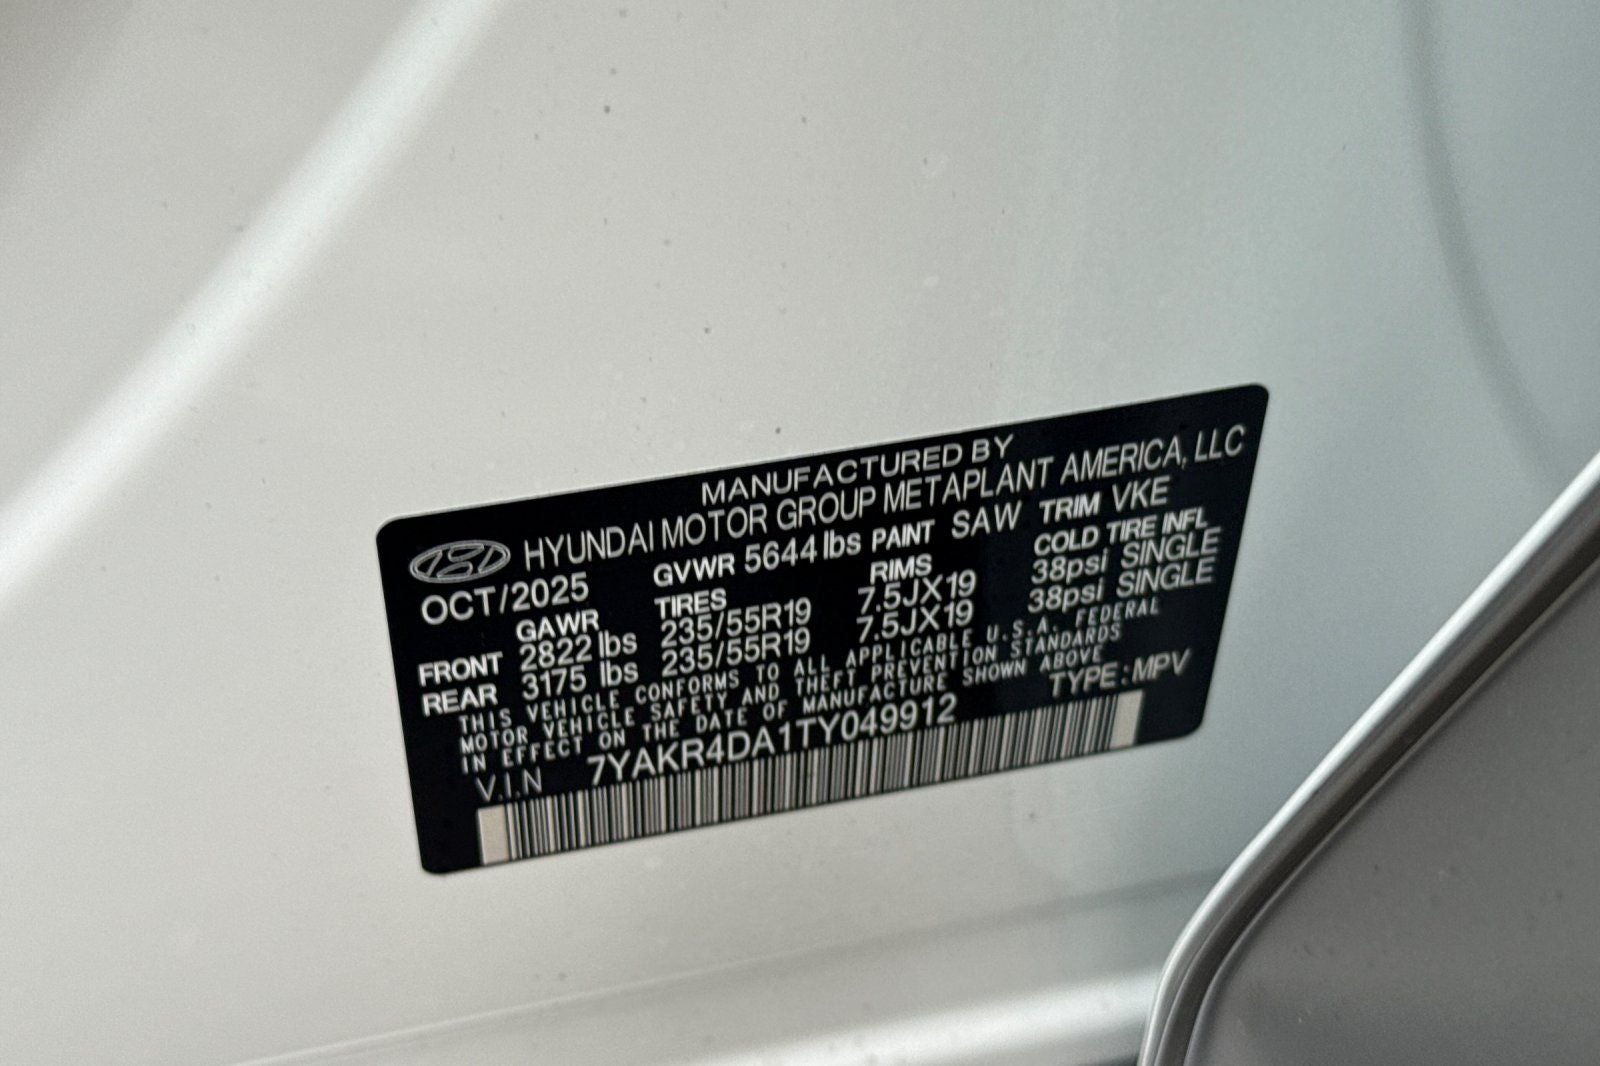 MANUFACTURED BY
HYUNDAI MOTOR GROUP METAPLANT AMERICA, LLC
OCT/2025 GVWR 5644 lbs PAINT SAW TRIM VKE
GAWR TIRES RIMS COLD TIRE INFL
FRONT 2822 lbs 235/55R19 7.5JX19 38psi SINGLE
REAR 3175 lbs 235/55R19 7.5JX19 38psi SINGLE
THIS VEHICLE CONFORMS TO ALL APPLICABLE U.S.A. FEDERAL
MOTOR VEHICLE SAFETY AND THEFT PREVENTION STANDARDS
IN EFFECT ON THE DATE OF MANUFACTURE SHOWN ABOVE
V.I.N 7YAKR4DA1TY049912 TYPE:MPV